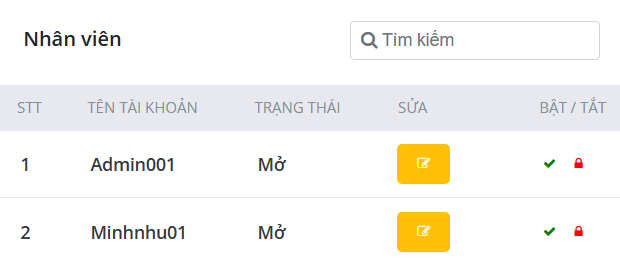 Nhân viên
Tìm kiếm
STT TÊN TÀI KHOẢN TRẠNG THÁI SỬA BẬT / TẮT
1 Admin001 Mở
2 Minhnhu01 Mở